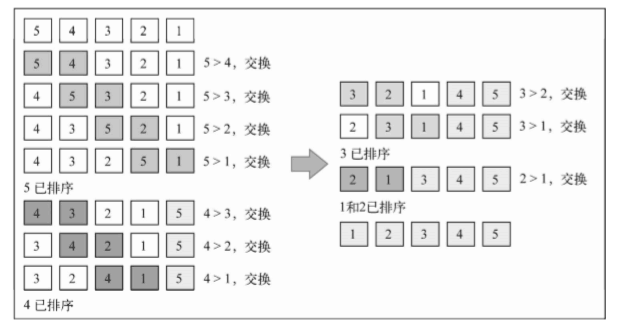 5 4 3 2 1
5 4 3 2 1 5 > 4，交换
4 5 3 2 1 5 > 3，交换
4 3 5 2 1 5 > 2，交换
4 3 2 5 1 5 > 1，交换
5 已排序
4 3 2 1 5 4 > 3，交换
3 4 2 1 5 4 > 2，交换
3 2 4 1 5 4 > 1，交换
4 已排序
3 2 1 4 5 3 > 2，交换
2 3 1 4 5 3 > 1，交换
3 已排序
2 1 3 4 5 2 > 1，交换
1和2已排序
1 2 3 4 5